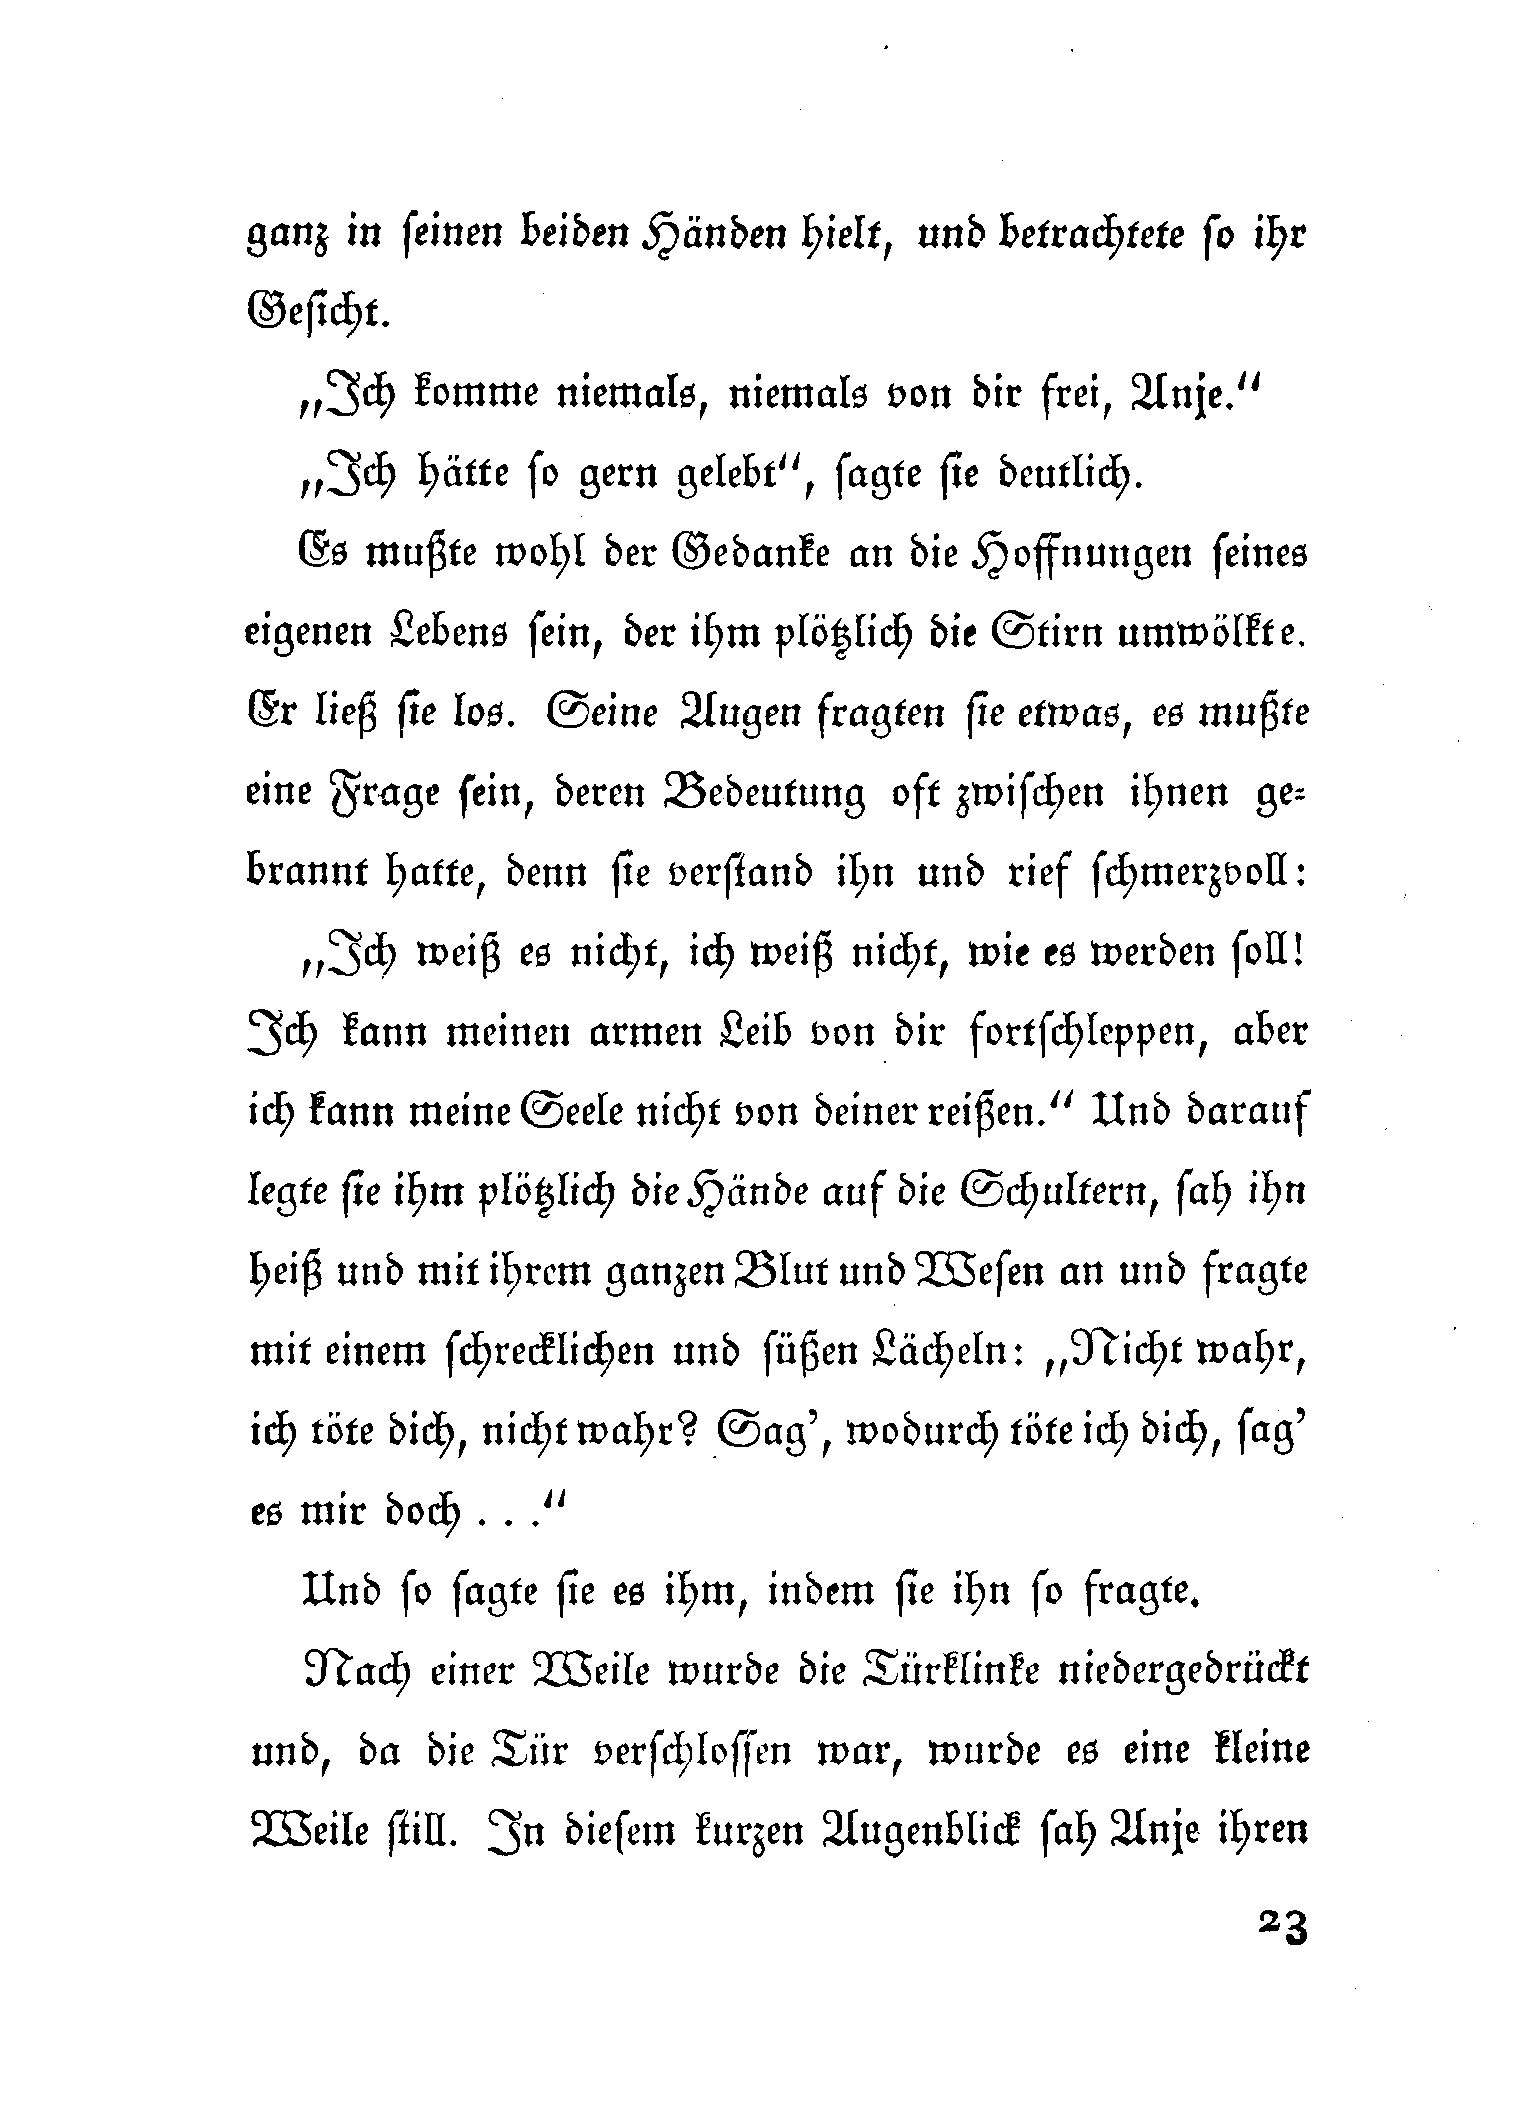 ganz in seinen beiden Händen hielt, und betrachtete so ihr
Gesicht.
„Ich komme niemals, niemals von dir frei, Anje.“
„Ich hätte so gern gelebt“, sagte sie deutlich.
Es mußte wohl der Gedanke an die Hoffnungen seines
eigenen Lebens sein, der ihm plötzlich die Stirn umwölkte.
Er ließ sie los. Seine Augen fragten sie etwas, es mußte
eine Frage sein, deren Bedeutung oft zwischen ihnen ge-
brannt hatte, denn sie verstand ihn und rief schmerzvoll:
„Ich weiß es nicht, ich weiß nicht, wie es werden soll!
Ich kann meinen armen Leib von dir fortschleppen, aber
ich kann meine Seele nicht von deiner reißen.“ Und darauf
legte sie ihm plötzlich die Hände auf die Schultern, sah ihn
heiß und mit ihrem ganzen Blut und Wesen an und fragte
mit einem schrecklichen und süßen Lächeln: „Nicht wahr,
ich töte dich, nicht wahr? Sag’, wodurch töte ich dich, sag’
es mir doch . . .“
Und so sagte sie es ihm, indem sie ihn so fragte.
Nach einer Weile wurde die Türklinke niedergedrückt
und, da die Tür verschlossen war, wurde es eine kleine
Weile still. In diesem kurzen Augenblick sah Anje ihren
23